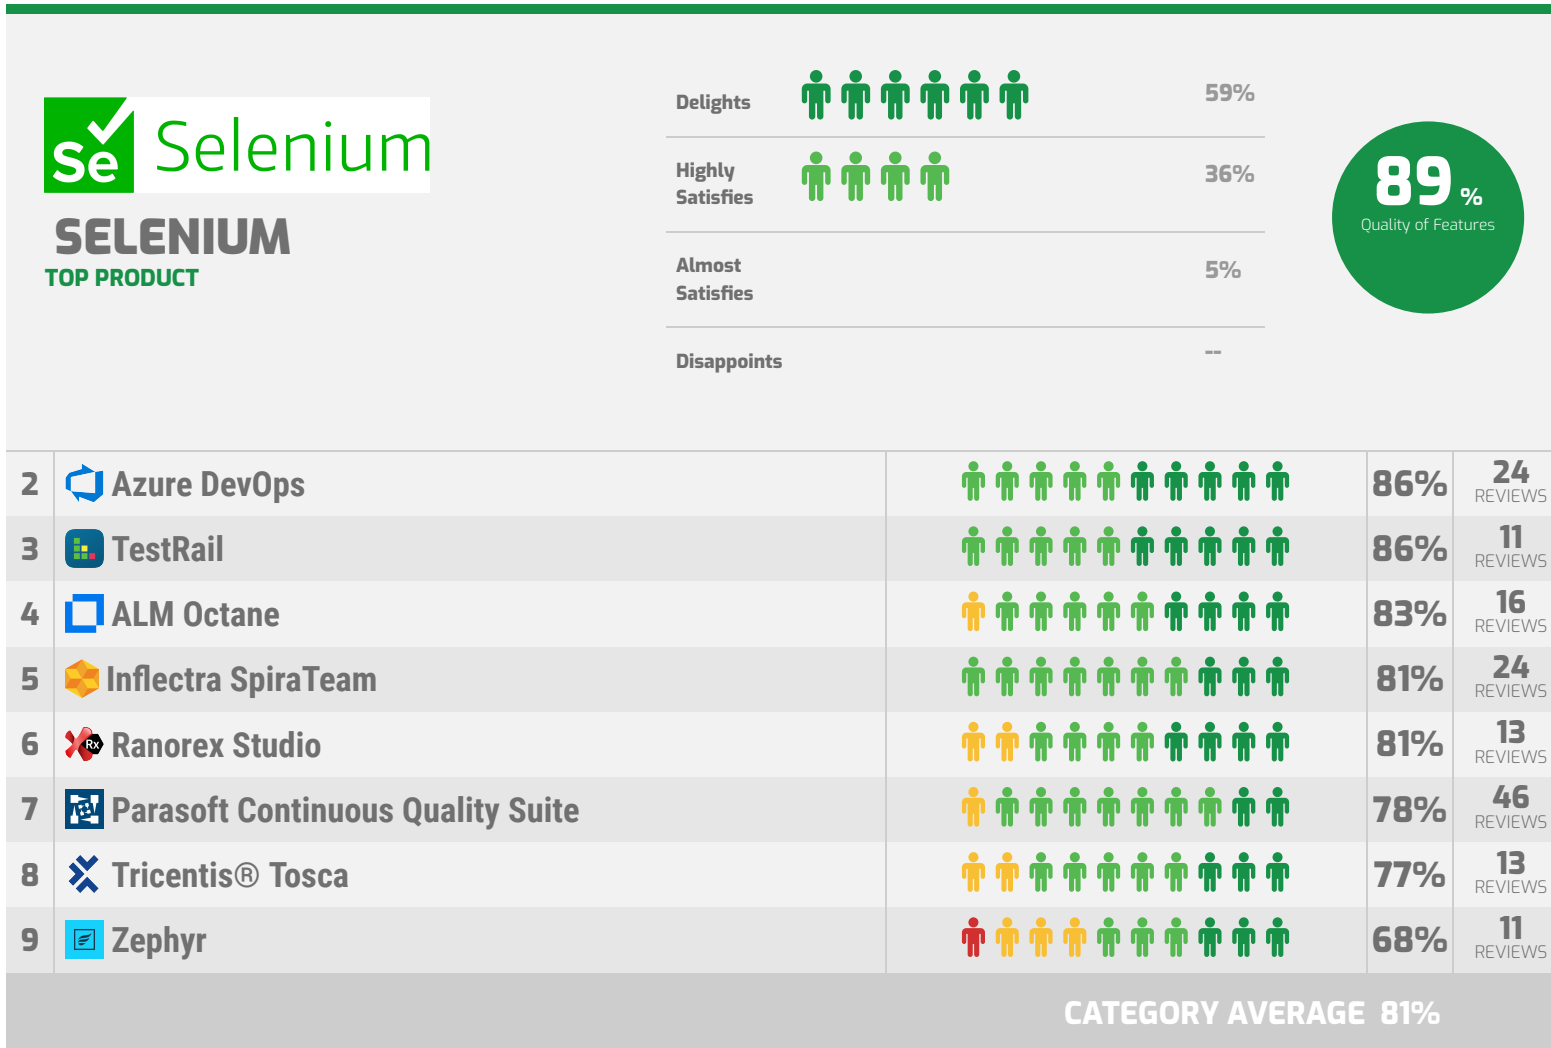 Se Selenium
SELENIUM
TOP PRODUCT
Delights 59%
Highly
Satisfies 36%
Almost
Satisfies 5%
Disappoints --
89 %
Quality of Features
2 Azure DevOps 86% 24 REVIEWS
3 TestRail 86% 11 REVIEWS
4 ALM Octane 83% 16 REVIEWS
5 Inflectra SpiraTeam 81% 24 REVIEWS
6 Rx Ranorex Studio 81% 13 REVIEWS
7 Parasoft Continuous Quality Suite 78% 46 REVIEWS
8 Tricentis® Tosca 77% 13 REVIEWS
9 Zephyr 68% 11 REVIEWS
CATEGORY AVERAGE 81%